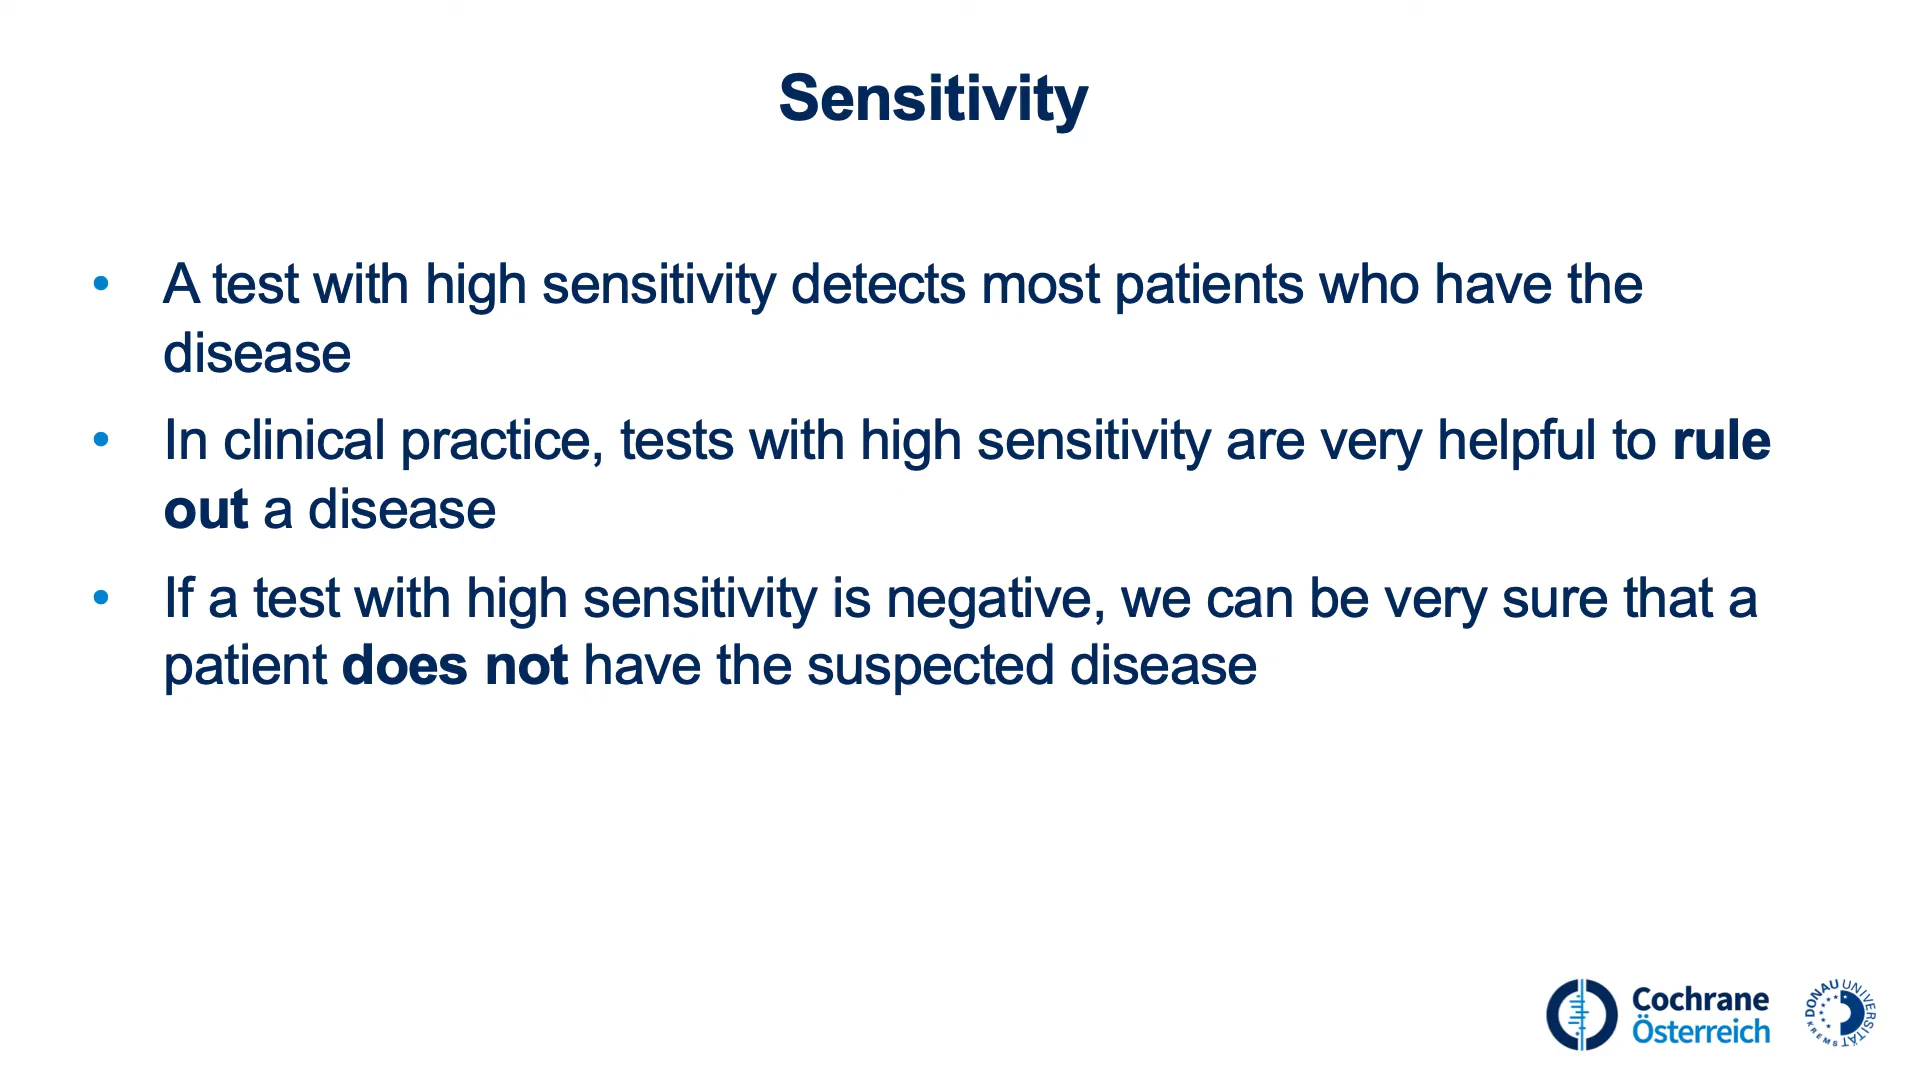 Sensitivity
• A test with high sensitivity detects most patients who have the
disease
• In clinical practice, tests with high sensitivity are very helpful to rule
out a disease
• If a test with high sensitivity is negative, we can be very sure that a
patient does not have the suspected disease
Cochrane
Österreich
DONAU UNIVERSITÄT
KREMS